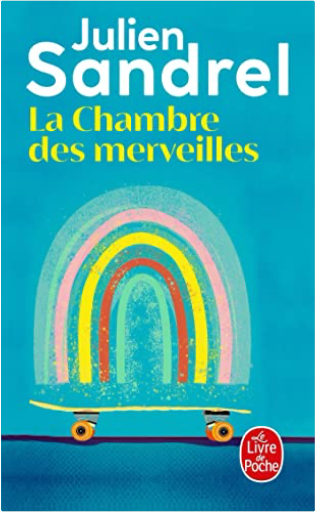 Julien
Sandrel
La Chambre
des merveilles
Le
Livre
de
Poche